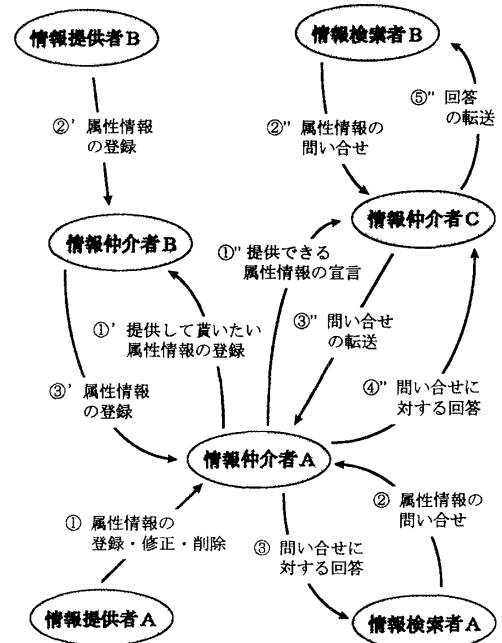 情報提供者B
情報検索者B
②’ 属性情報
の登録
②” 属性情報の
問い合せ
⑤” 回答
の転送
情報仲介者B
情報仲介者C
①” 提供できる
属性情報の宣言
①’ 提供して貰いたい
属性情報の登録
③” 問い合せ
の転送
③’ 属性情報
の登録
④” 問い合せに
対する回答
情報仲介者A
① 属性情報の
登録・修正・削除
② 属性情報の
問い合せ
③ 問い合せに
対する回答
情報提供者A
情報検索者A